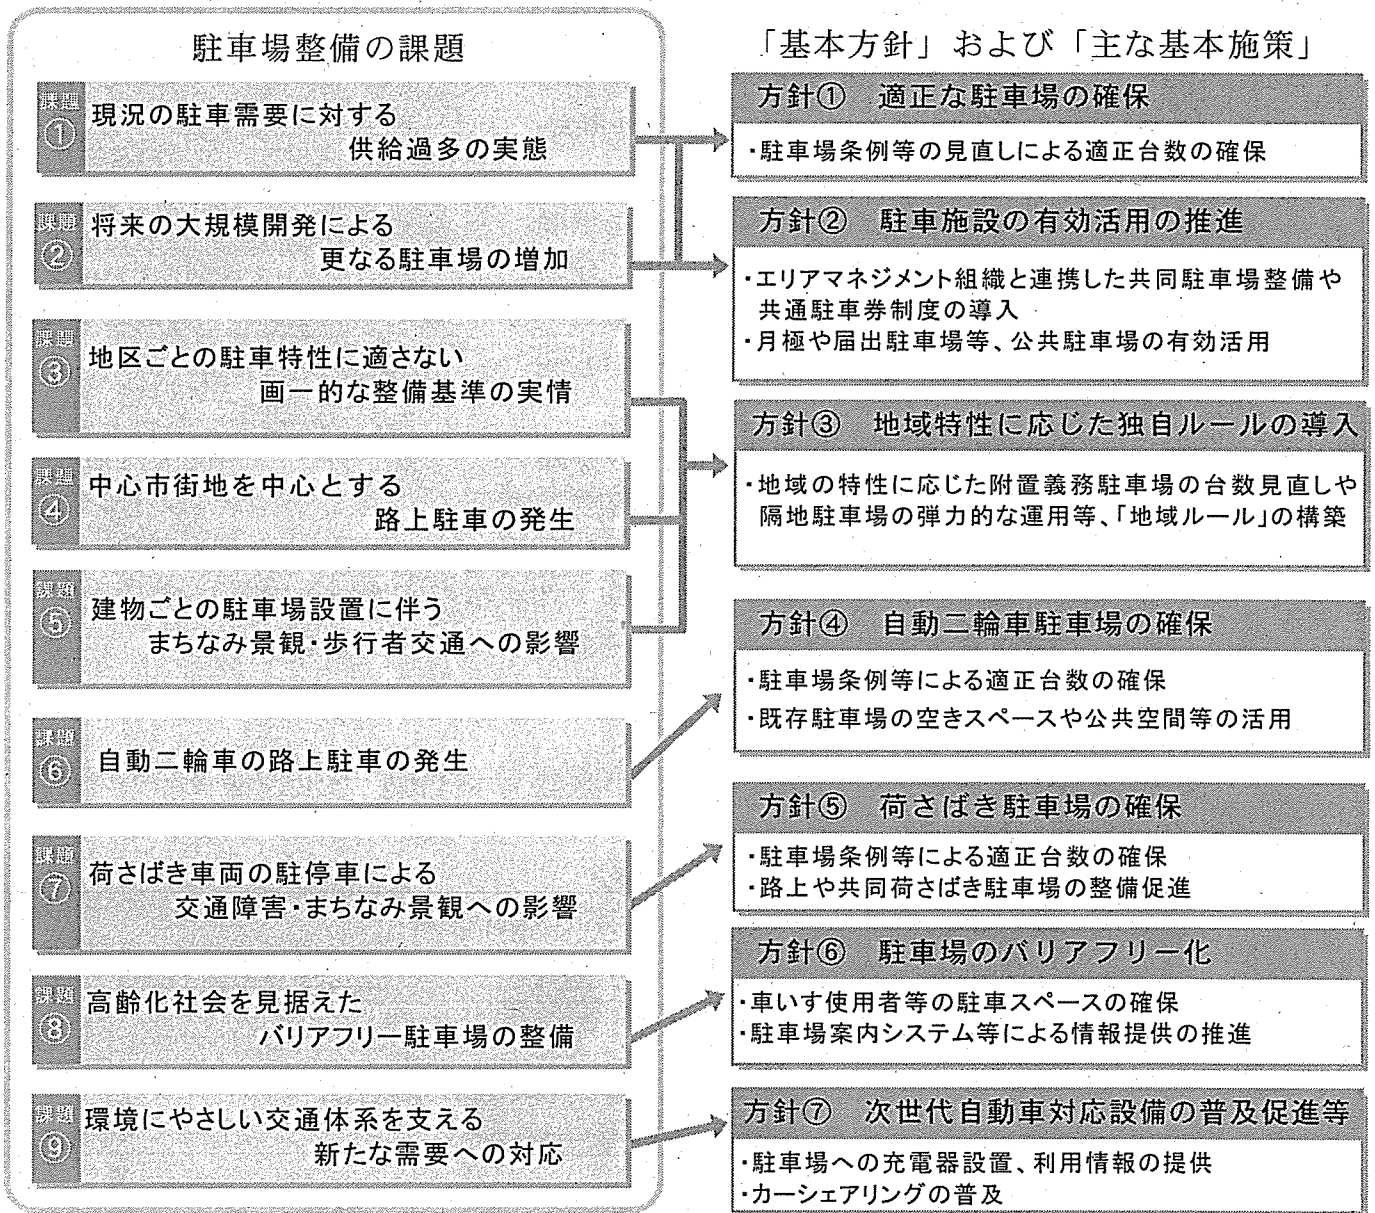 駐車場整備の課題
課題
①
現況の駐車需要に対する
供給過多の実態
課題
②
将来の大規模開発による
更なる駐車場の増加
課題
③
地区ごとの駐車特性に適さない
画一的な整備基準の実情
課題
④
中心市街地を中心とする
路上駐車の発生
課題
⑤
建物ごとの駐車場設置に伴う
まちなみ景観・歩行者交通への影響
課題
⑥
自動二輪車の路上駐車の発生
課題
⑦
荷さばき車両の駐停車による
交通障害・まちなみ景観への影響
課題
⑧
高齢化社会を見据えた
バリアフリー駐車場の整備
課題
⑨
環境にやさしい交通体系を支える
新たな需要への対応
「基本方針」および「主な基本施策」
方針① 適正な駐車場の確保
・駐車場条例等の見直しによる適正台数の確保
方針② 駐車施設の有効活用の推進
・エリアマネジメント組織と連携した共同駐車場整備や
共通駐車券制度の導入
・月極や届出駐車場等、公共駐車場の有効活用
方針③ 地域特性に応じた独自ルールの導入
・地域の特性に応じた附置義務駐車場の台数見直しや
隔地駐車場の弾力的な運用等、「地域ルール」の構築
方針④ 自動二輪車駐車場の確保
・駐車場条例等による適正台数の確保
・既存駐車場の空きスペースや公共空間等の活用
方針⑤ 荷さばき駐車場の確保
・駐車場条例等による適正台数の確保
・路上や共同荷さばき駐車場の整備促進
方針⑥ 駐車場のバリアフリー化
・車いす使用者等の駐車スペースの確保
・駐車場案内システム等による情報提供の推進
方針⑦ 次世代自動車対応設備の普及促進等
・駐車場への充電器設置、利用情報の提供
・カーシェアリングの普及